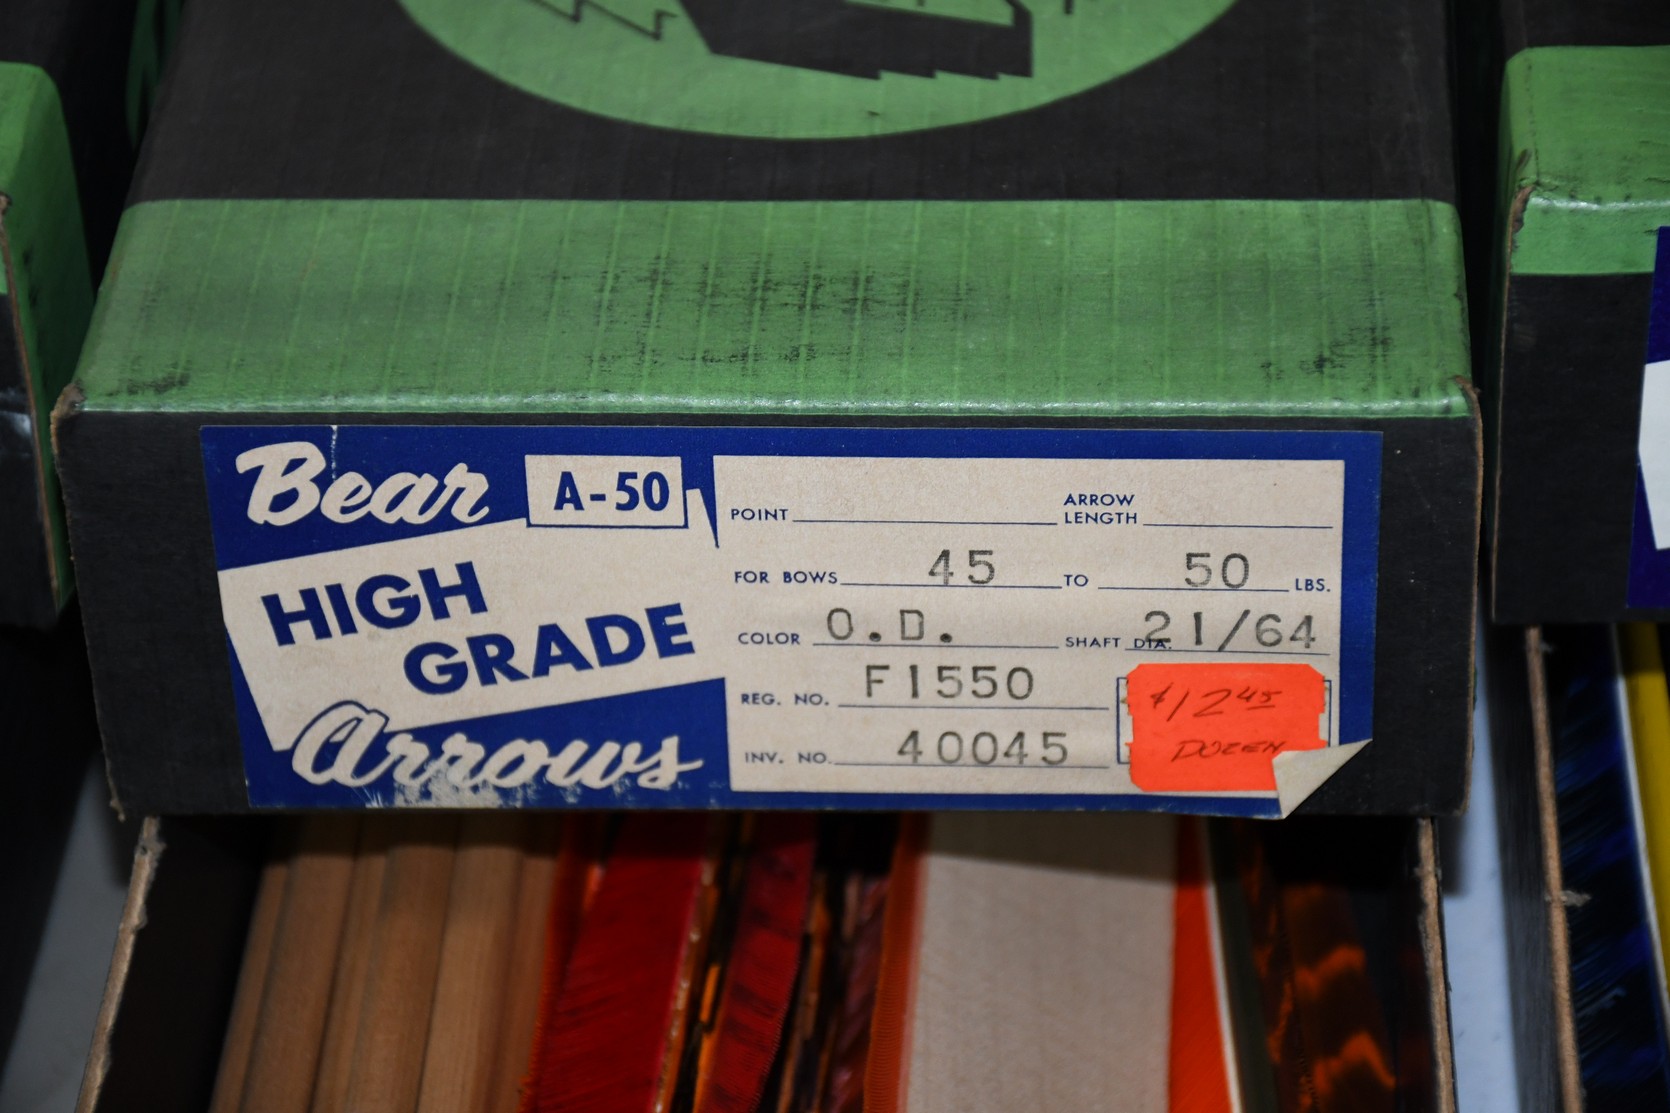 Bear A-50
HIGH
GRADE
Arrows
POINT ARROW LENGTH
FOR BOWS 45 TO 50 LBS.
COLOR O.D. SHAFT DIA. 21/64
REG. NO. F1550
INV. NO. 40045
$12.45
DOZEN